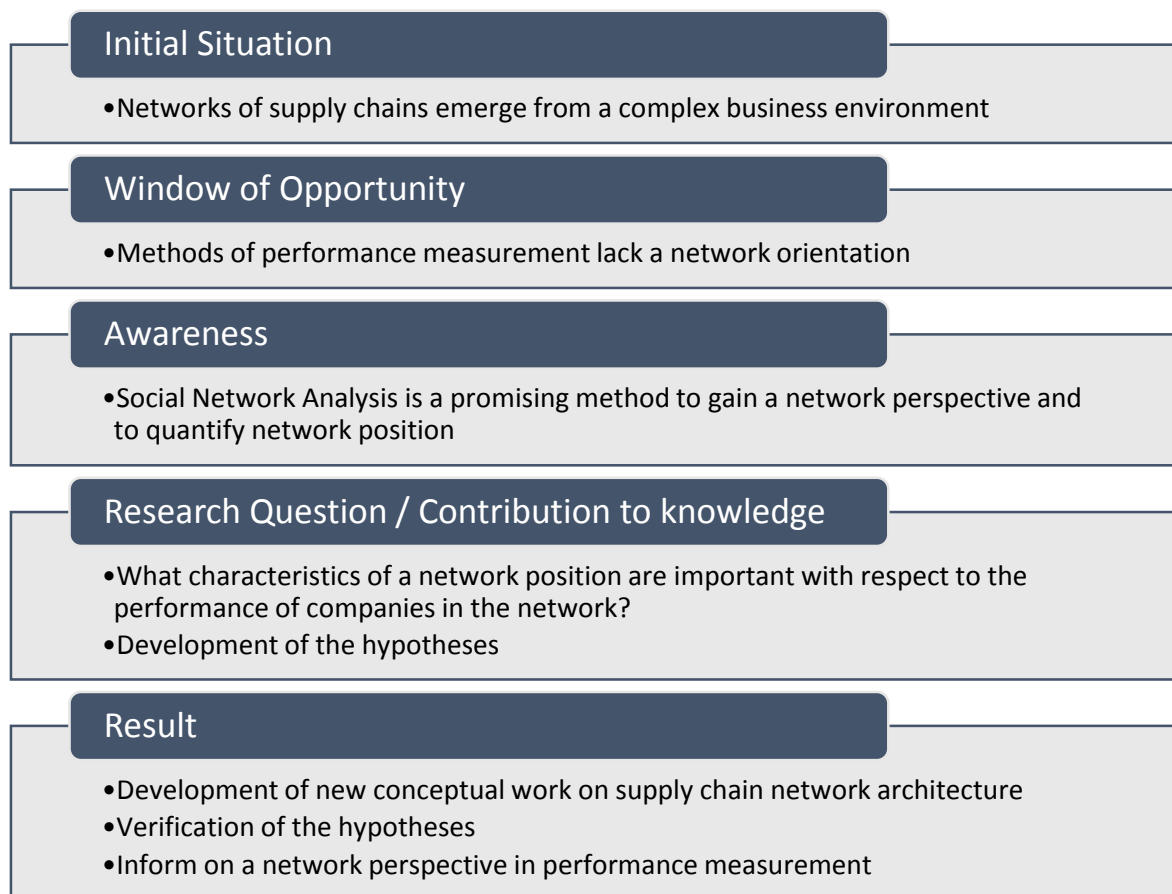 Initial Situation
•Networks of supply chains emerge from a complex business environment
Window of Opportunity
•Methods of performance measurement lack a network orientation
Awareness
•Social Network Analysis is a promising method to gain a network perspective and
to quantify network position
Research Question / Contribution to knowledge
•What characteristics of a network position are important with respect to the
performance of companies in the network?
•Development of the hypotheses
Result
•Development of new conceptual work on supply chain network architecture
•Verification of the hypotheses
•Inform on a network perspective in performance measurement